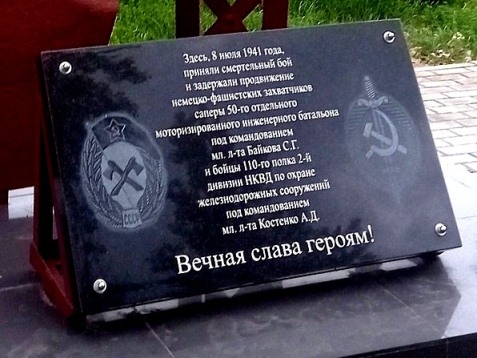 Здесь, 8 июля 1941 года,
приняли смертельный бой
и задержали продвижение
немецко-фашистских захватчиков
саперы 50-го отдельного
моторизированного инженерного батальона
под командованием
мл. л-та Байкова С.Г.
и бойцы 110-го полка 2-й
дивизии НКВД по охране
железнодорожных сооружений
под командованием
мл. л-та Костенко А.Д.
Вечная слава героям!
СССР